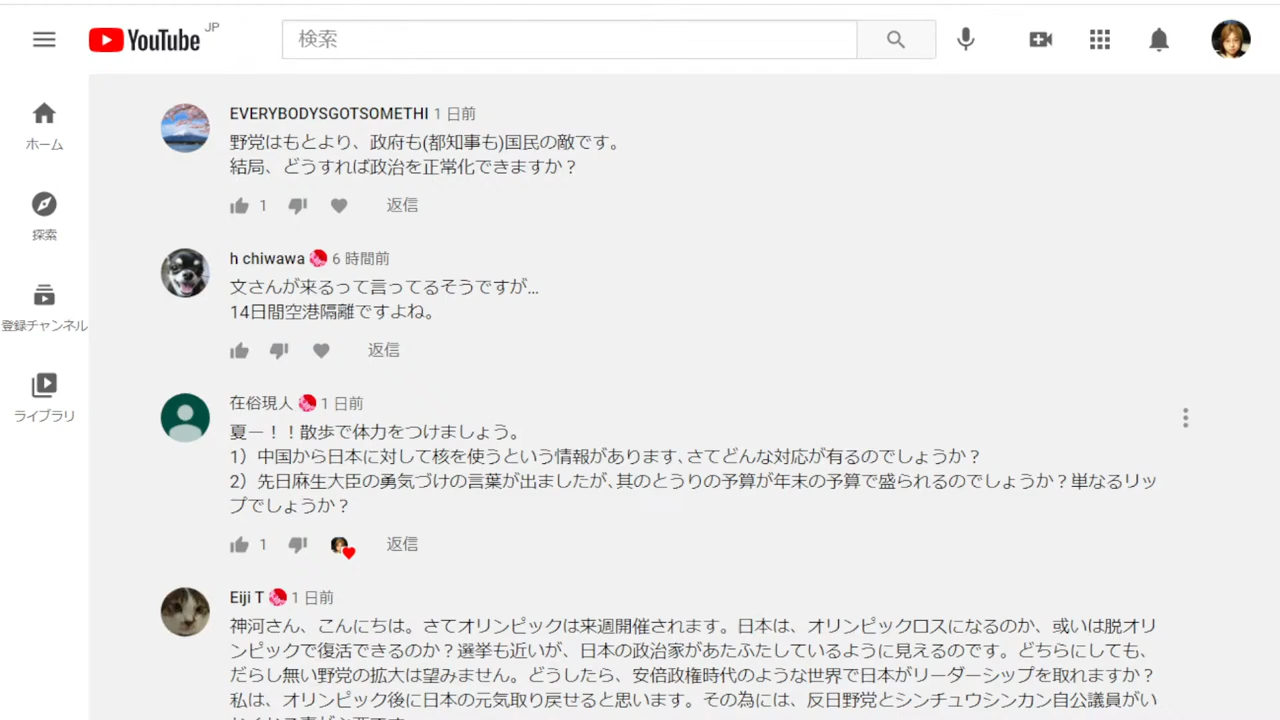 YouTube JP
検索
ホーム
探索
登録チャンネル
ライブラリ
EVERYBODYSGOTSOMETHI 1 日前
野党はもとより、政府も(都知事も)国民の敵です。
結局、どうすれば政治を正常化できますか？
1 返信
h chiwawa 6 時間前
文さんが来るって言ってるそうですが...
14日間空港隔離ですよね。
返信
在俗現人 1 日前
夏ー！！散歩で体力をつけましょう。
1）中国から日本に対して核を使うという情報があります､さてどんな対応が有るのでしょうか？
2）先日麻生大臣の勇気づけの言葉が出ましたが､其のとうりの予算が年末の予算で盛られるのでしょうか？単なるリッ
プでしょうか？
1 返信
Eiji T 1 日前
神河さん、こんにちは。さてオリンピックは来週開催されます。日本は、オリンピックロスになるのか、或いは脱オリ
ンピックで復活できるのか？選挙も近いが、日本の政治家があたふたしているように見えるのです。どちらにしても、
だらし無い野党の拡大は望みません。どうしたら、安倍政権時代のような世界で日本がリーダーシップを取れますか？
私は、オリンピック後に日本の元気取り戻せると思います。その為には、反日野党とシンチュウシンカン自公議員がい